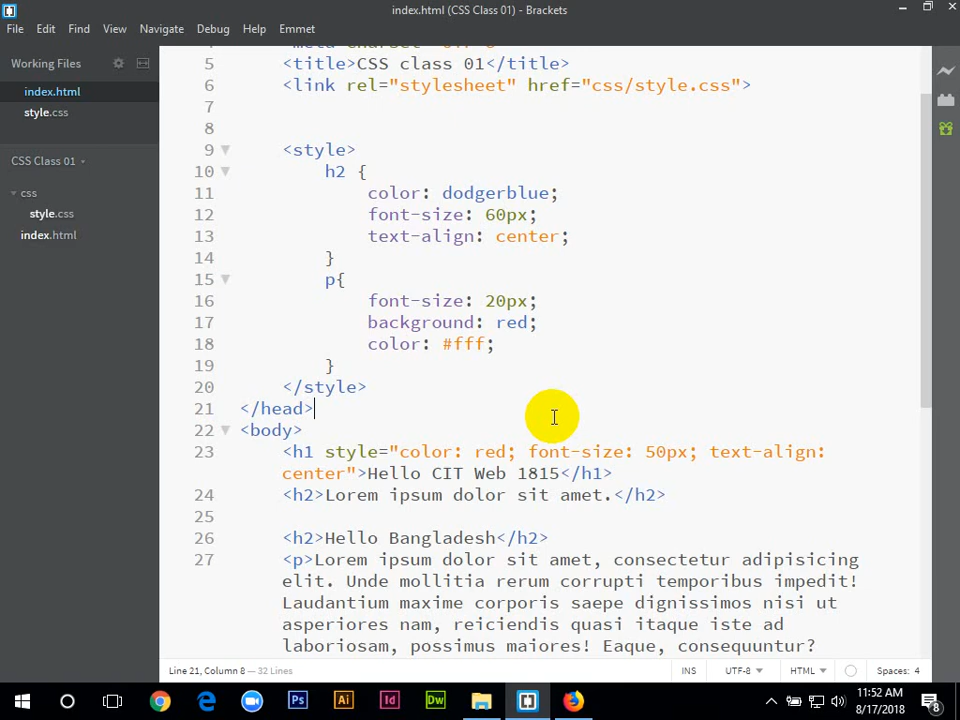 index.html (CSS Class 01) - Brackets
File Edit Find View Navigate Debug Help Emmet
Working Files
index.html
style.css
CSS Class 01
css
style.css
index.html
5 <title>CSS class 01</title>
6 <link rel="stylesheet" href="css/style.css">
7
8
9 <style>
10 h2 {
11 color: dodgerblue;
12 font-size: 60px;
13 text-align: center;
14 }
15 p{
16 font-size: 20px;
17 background: red;
18 color: #fff;
19 }
20 </style>
21 </head>
22 <body>
23 <h1 style="color: red; font-size: 50px; text-align:
center">Hello CIT Web 1815</h1>
24 <h2>Lorem ipsum dolor sit amet.</h2>
25
26 <h2>Hello Bangladesh</h2>
27 <p>Lorem ipsum dolor sit amet, consectetur adipisicing
elit. Unde mollitia rerum corrupti temporibus impedit!
Laudantium maxime corporis saepe dignissimos nisi ut
asperiores nam, reiciendis quasi itaque iste ad
laboriosam, possimus maiores! Eaque, consequuntur?
Line 21, Column 8 — 32 Lines
INS UTF-8 HTML Spaces: 4
Ps Ai Id Dw
11:52 AM
8/17/2018
8